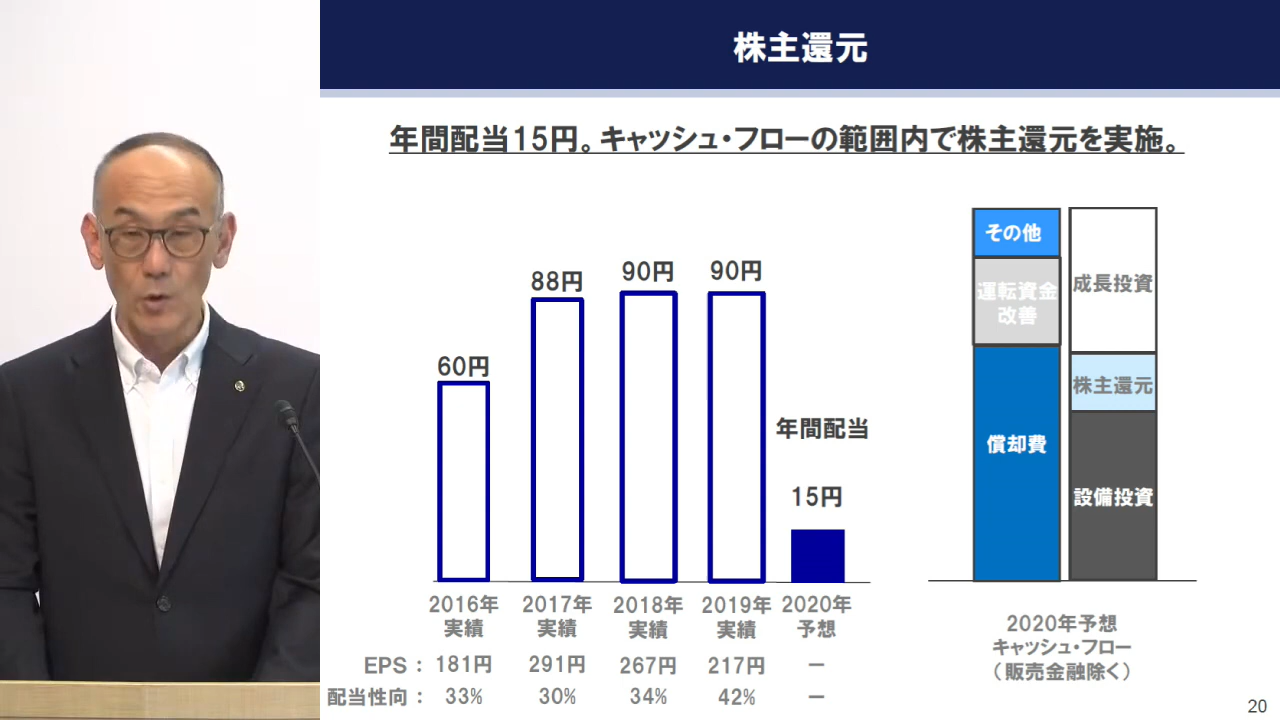 株主還元
年間配当15円。キャッシュ・フローの範囲内で株主還元を実施。
60円
88円
90円
90円
年間配当
15円
2016年
実績
2017年
実績
2018年
実績
2019年
実績
2020年
予想
EPS : 181円 291円 267円 217円 －
配当性向 : 33% 30% 34% 42% －
その他
運転資金
改善
償却費
成長投資
株主還元
設備投資
2020年予想
キャッシュ・フロー
（販売金融除く）
20